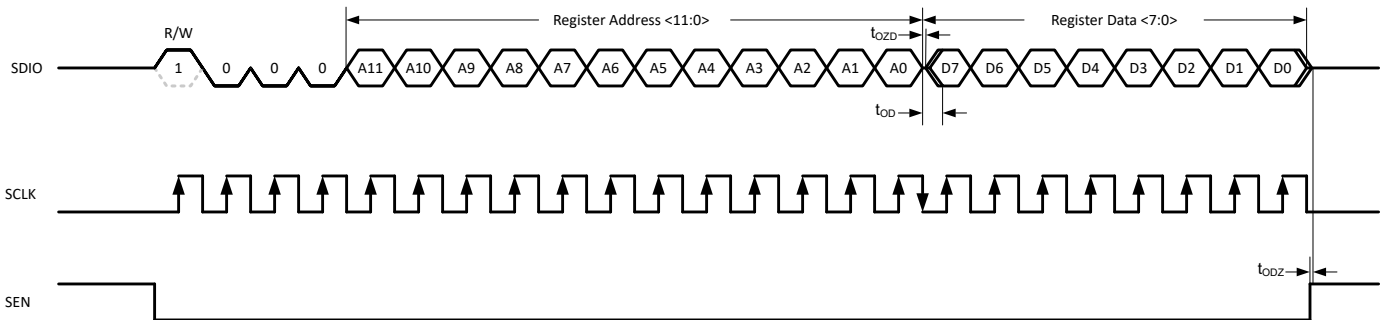 Register Address <11:0> Register Data <7:0>
R/W
tOZD
SDIO 1 0 0 0 A11 A10 A9 A8 A7 A6 A5 A4 A3 A2 A1 A0 D7 D6 D5 D4 D3 D2 D1 D0
tOD
SCLK
tODZ
SEN